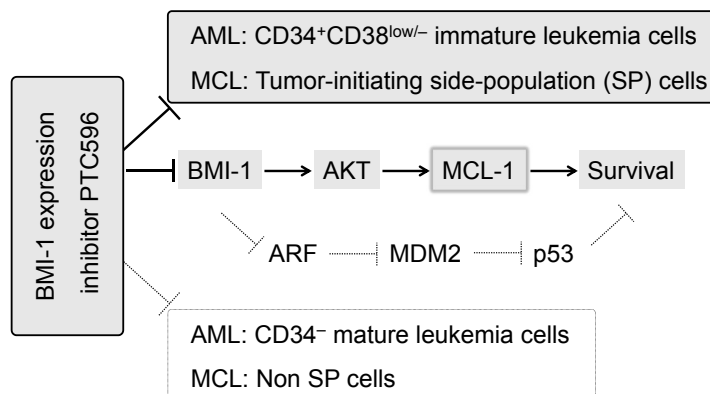 AML: CD34⁺CD38ˡᵒʷ/⁻ immature leukemia cells
MCL: Tumor-initiating side-population (SP) cells
BMI-1 expression
inhibitor PTC596
BMI-1
AKT
MCL-1
Survival
ARF
MDM2
p53
AML: CD34⁻ mature leukemia cells
MCL: Non SP cells